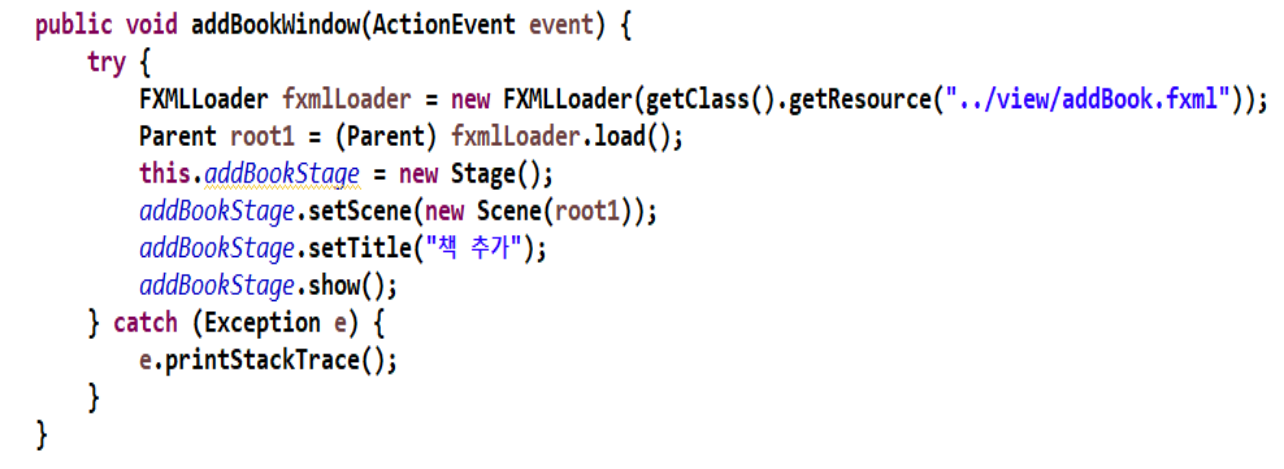 public void addBookWindow(ActionEvent event) {
    try {
        FXMLLoader fxmlLoader = new FXMLLoader(getClass().getResource("../view/addBook.fxml"));
        Parent root1 = (Parent) fxmlLoader.load();
        this.addBookStage = new Stage();
        addBookStage.setScene(new Scene(root1));
        addBookStage.setTitle("책 추가");
        addBookStage.show();
    } catch (Exception e) {
        e.printStackTrace();
    }
}